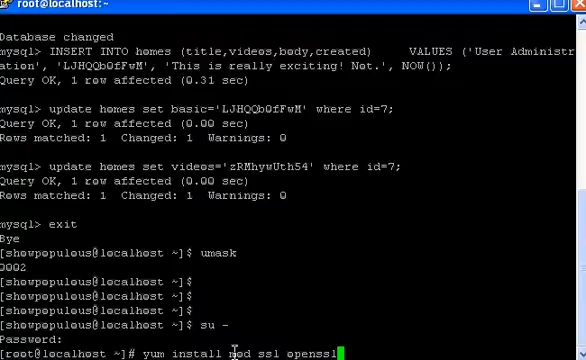 root@localhost:~
Database changed
mysql> INSERT INTO homes (title,videos,body,created)     VALUES ('User Administr
ation', 'LJHQQbOfFwM', 'This is really exciting! Not.', NOW());
Query OK, 1 row affected (0.31 sec)
mysql> update homes set basic='LJHQQbOfFwM' where id=7;
Query OK, 1 row affected (0.00 sec)
Rows matched: 1  Changed: 1  Warnings: 0
mysql> update homes set videos='zRMhywUth54' where id=7;
Query OK, 1 row affected (0.00 sec)
Rows matched: 1  Changed: 1  Warnings: 0
mysql> exit
Bye
[showpopulous@localhost ~]$ umask
0002
[showpopulous@localhost ~]$
[showpopulous@localhost ~]$
[showpopulous@localhost ~]$
[showpopulous@localhost ~]$ su -
Password:
[root@localhost ~]# yum install mod ssl openssl